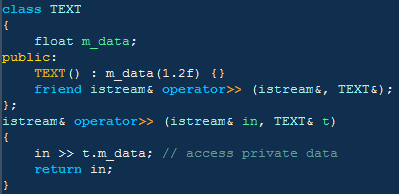 class TEXT
{
    float m_data;
public:
    TEXT() : m_data(1.2f) {}
    friend istream& operator>> (istream&, TEXT&);
};
istream& operator>> (istream& in, TEXT& t)
{
    in >> t.m_data; // access private data
    return in;
}